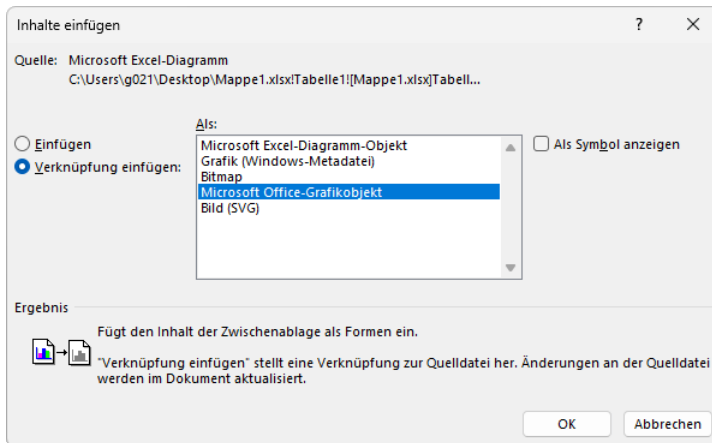 Inhalte einfügen
Quelle: Microsoft Excel-Diagramm
C:\Users\g021\Desktop\Mappe1.xlsx!Tabelle1![Mappe1.xlsx]Tabell...
Als:
Einfügen
Verknüpfung einfügen:
Microsoft Excel-Diagramm-Objekt
Grafik (Windows-Metadatei)
Bitmap
Microsoft Office-Grafikobjekt
Bild (SVG)
Als Symbol anzeigen
Ergebnis
Fügt den Inhalt der Zwischenablage als Formen ein.
"Verknüpfung einfügen" stellt eine Verknüpfung zur Quelldatei her. Änderungen an der Quelldatei
werden im Dokument aktualisiert.
OK
Abbrechen